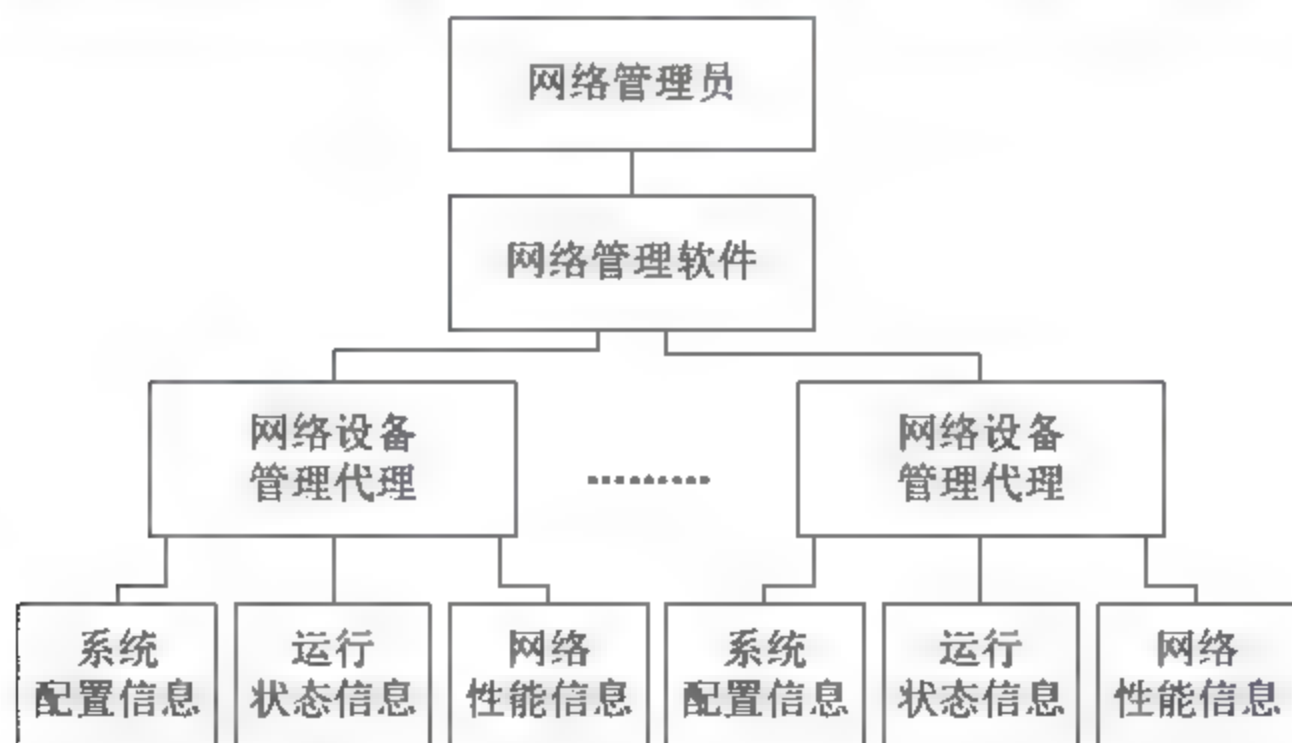 网络管理员
网络管理软件
网络设备
管理代理
………
网络设备
管理代理
系统
配置信息
运行
状态信息
网络
性能信息
系统
配置信息
运行
状态信息
网络
性能信息